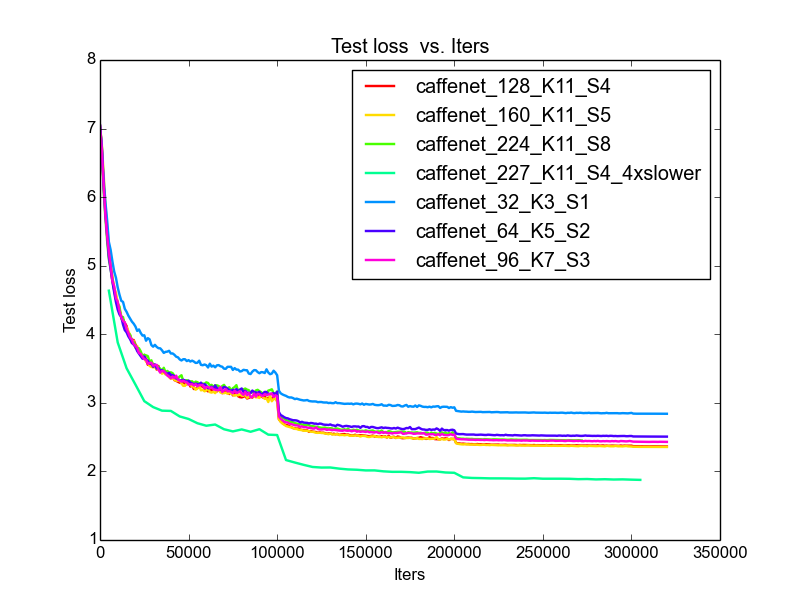 Test loss  vs. Iters
8
7
6
5
4
3
2
1
Test loss
caffenet_128_K11_S4
caffenet_160_K11_S5
caffenet_224_K11_S8
caffenet_227_K11_S4_4xslower
caffenet_32_K3_S1
caffenet_64_K5_S2
caffenet_96_K7_S3
0 50000 100000 150000 200000 250000 300000 350000
Iters